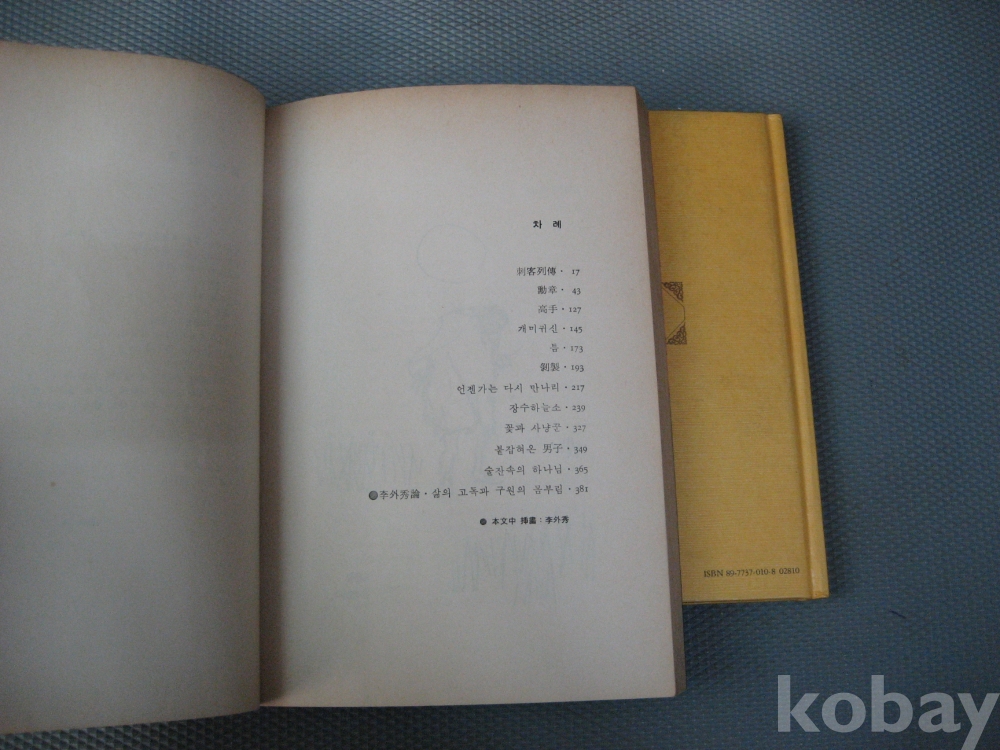 차 례
刺客列傳 · 17
勳章 · 43
高手 · 127
개미귀신 · 145
틈 · 173
剝製 · 193
언젠가는 다시 만나리 · 217
장수하늘소 · 239
꽃과 사냥꾼 · 327
붙잡혀온 男子 · 349
술잔속의 하나님 · 365
●李外秀論 · 삶의 고독과 구원의 몸부림 · 381
● 本文中 揷畵 : 李外秀
ISBN 89-7757-010-8 02810
kobay